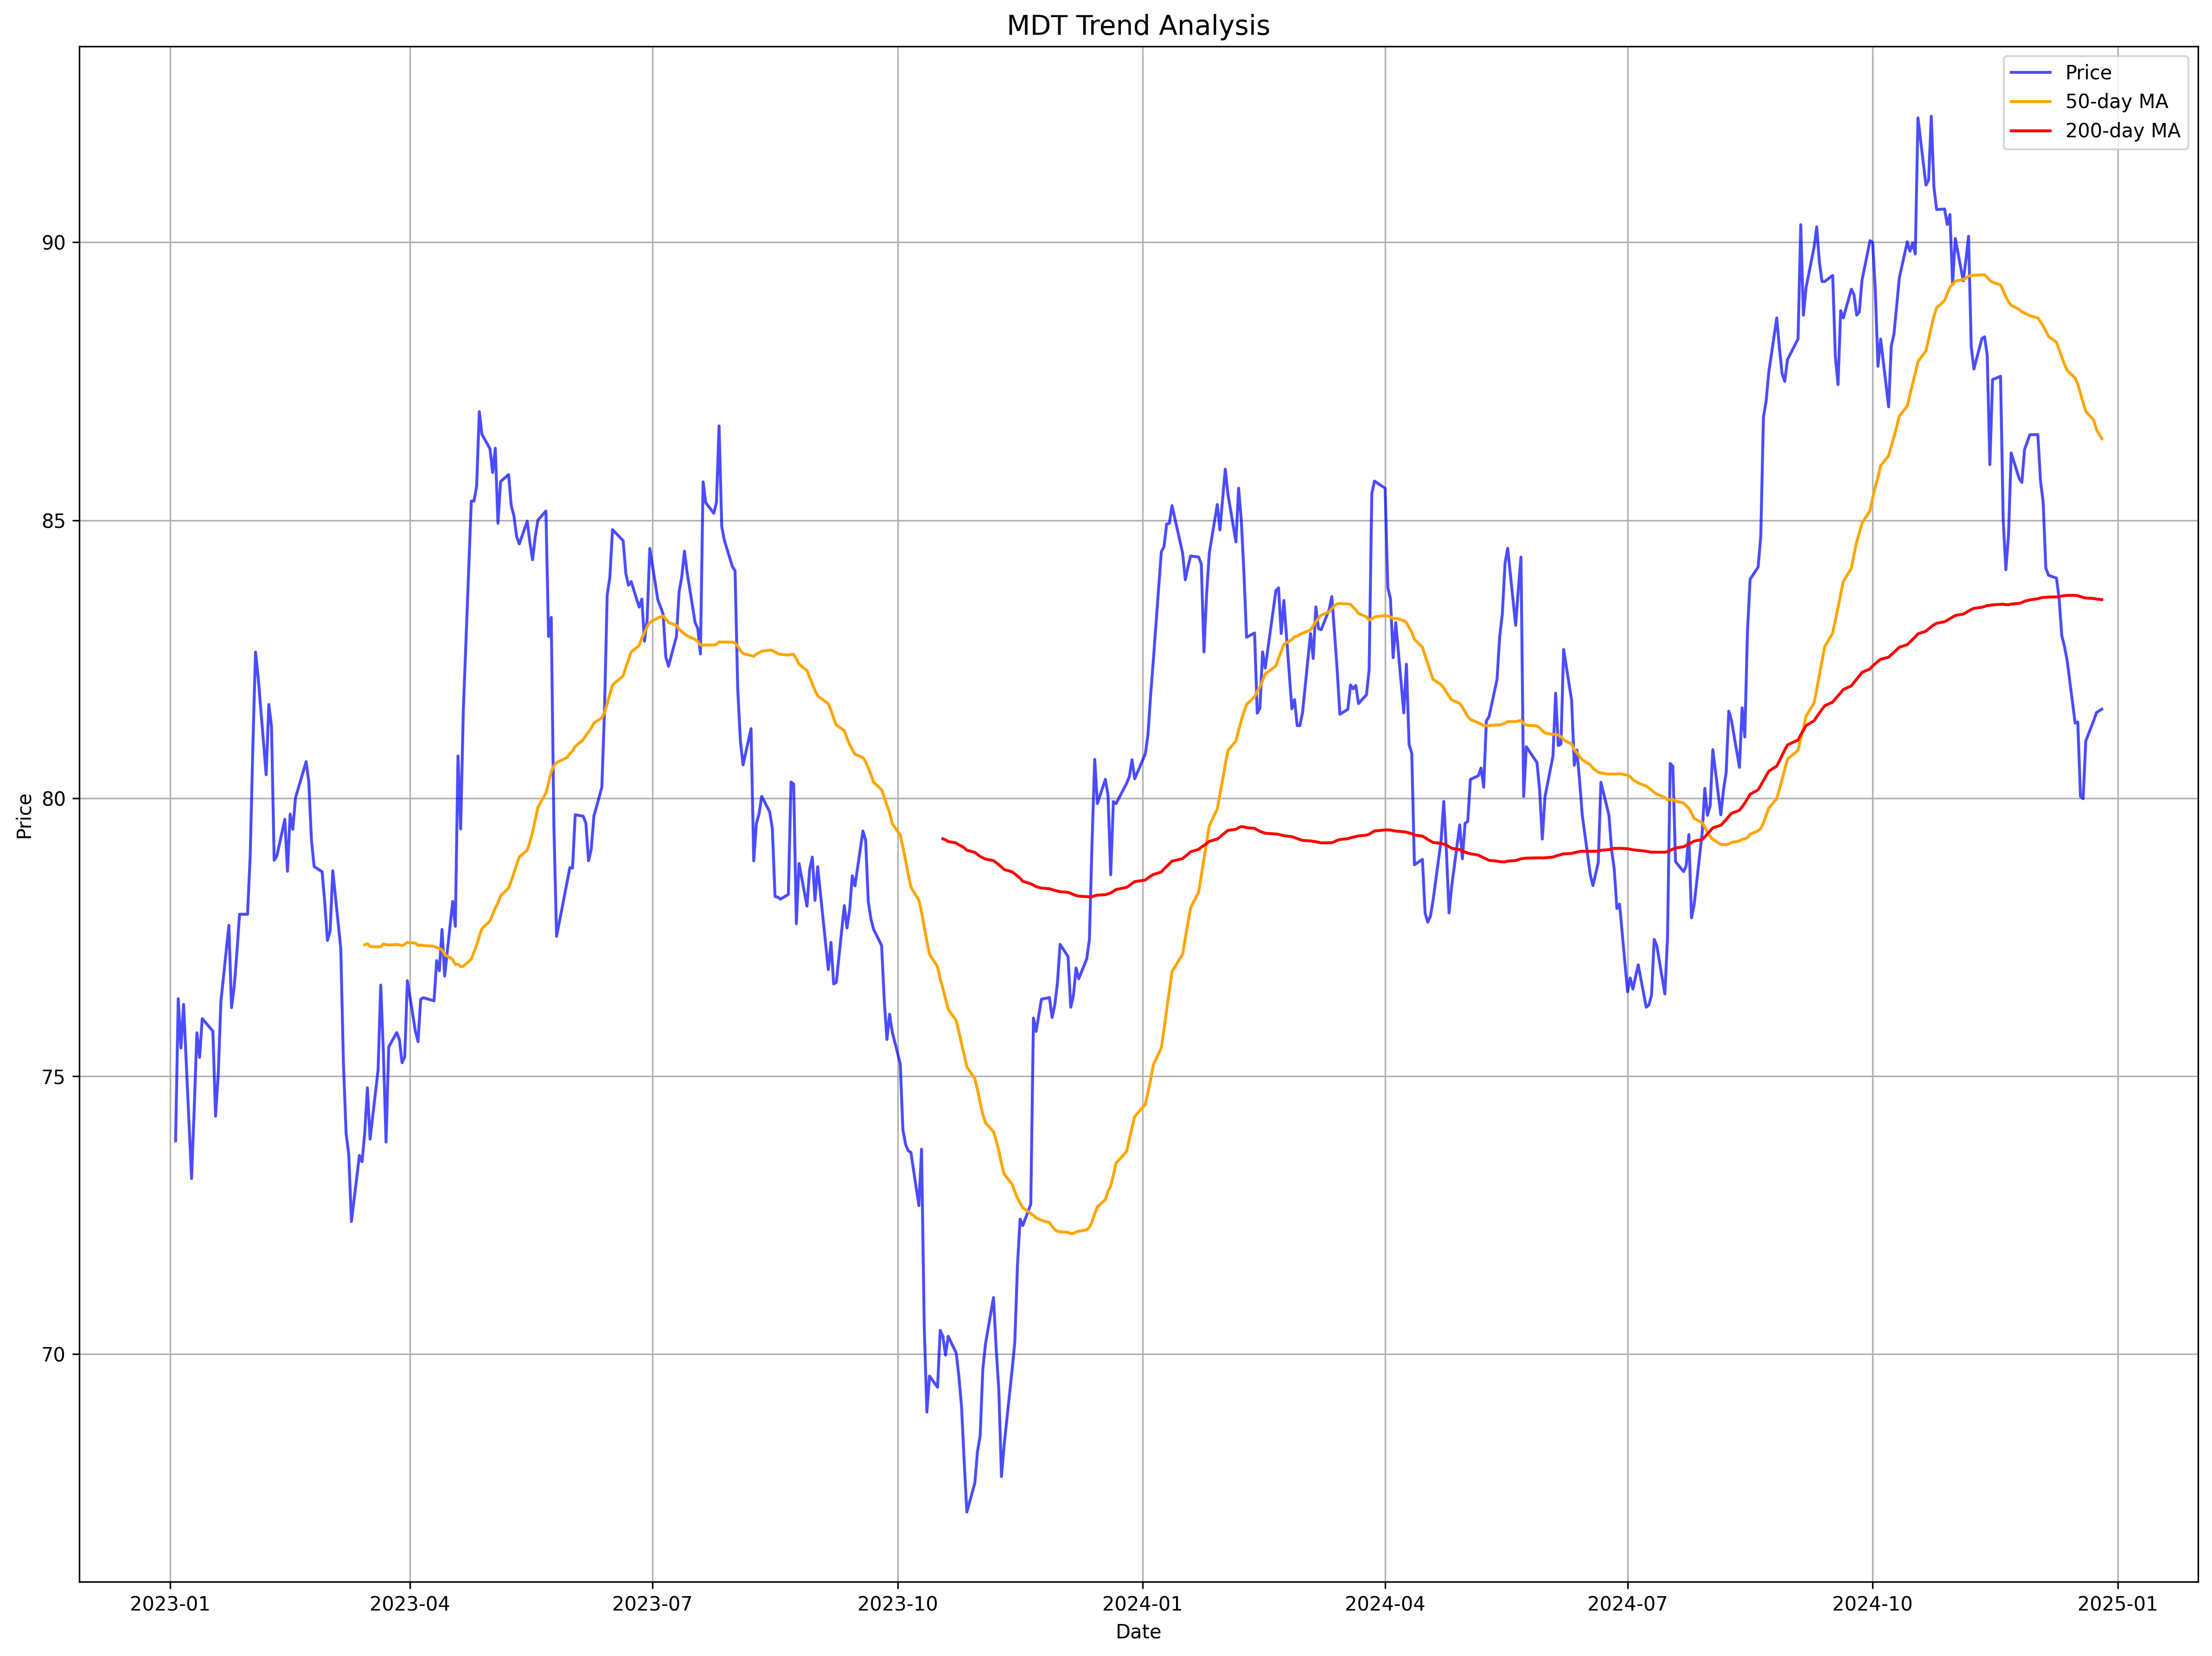 MDT Trend Analysis
Price
50-day MA
200-day MA
90
85
80
75
70
Price
2023-01
2023-04
2023-07
2023-10
2024-01
2024-04
2024-07
2024-10
2025-01
Date